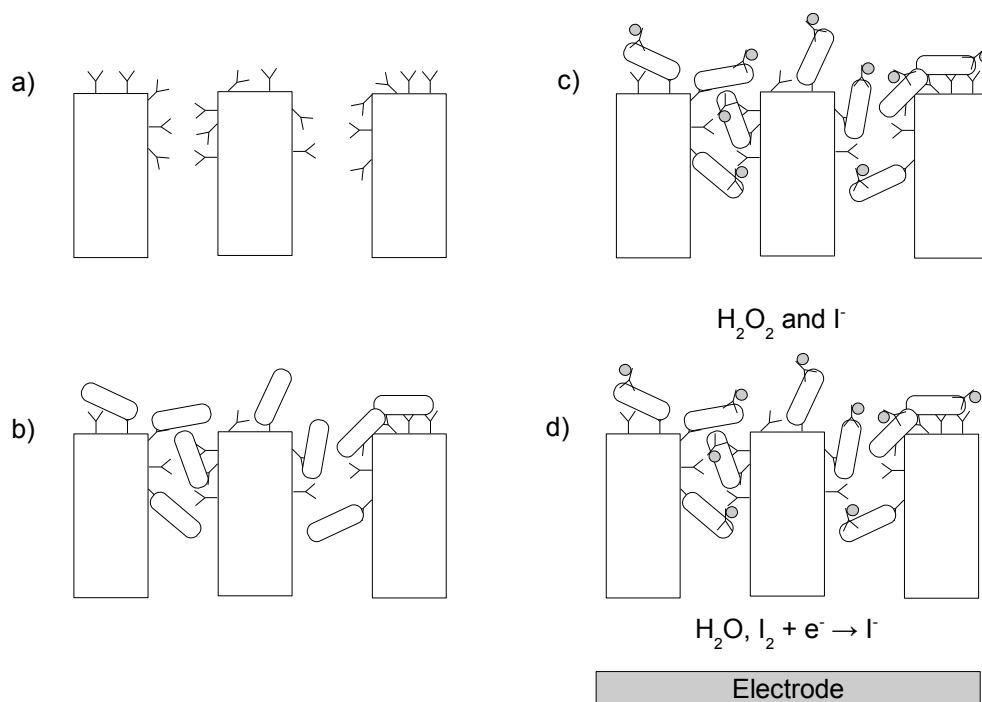 a)
b)
c)
H₂O₂ and I⁻
d)
H₂O, I₂ + e⁻ → I⁻
Electrode